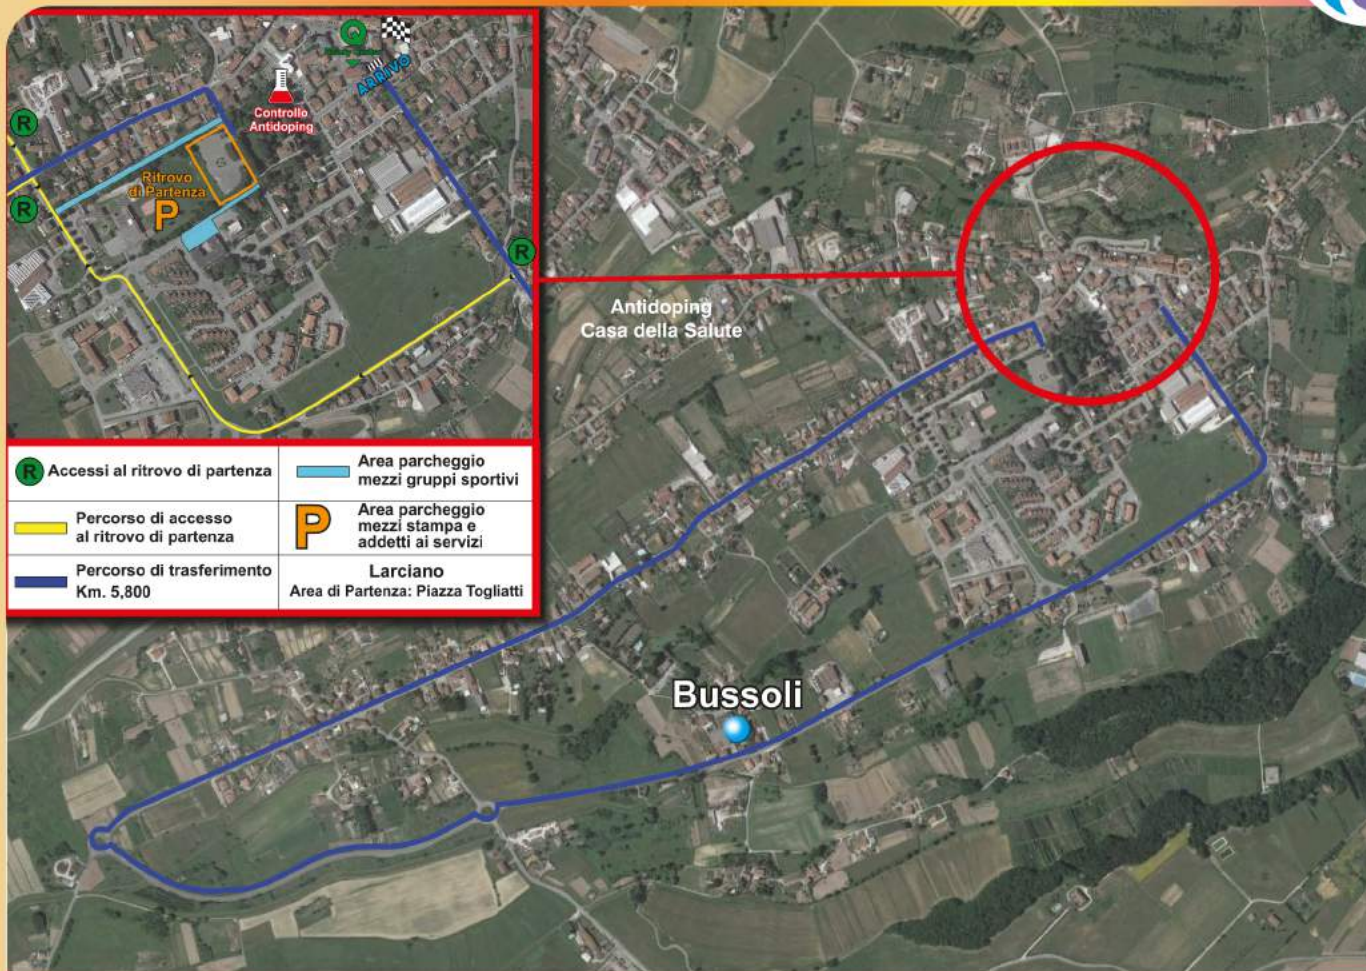 Q
ARRIVO
Controllo
Antidoping
R
R
Ritrovo
di Partenza
P
R
Antidoping
Casa della Salute
R Accessi al ritrovo di partenza
Area parcheggio
mezzi gruppi sportivi
Percorso di accesso
al ritrovo di partenza
P
Area parcheggio
mezzi stampa e
addetti ai servizi
Percorso di trasferimento
Km. 5,800
Larciano
Area di Partenza: Piazza Togliatti
Bussoli